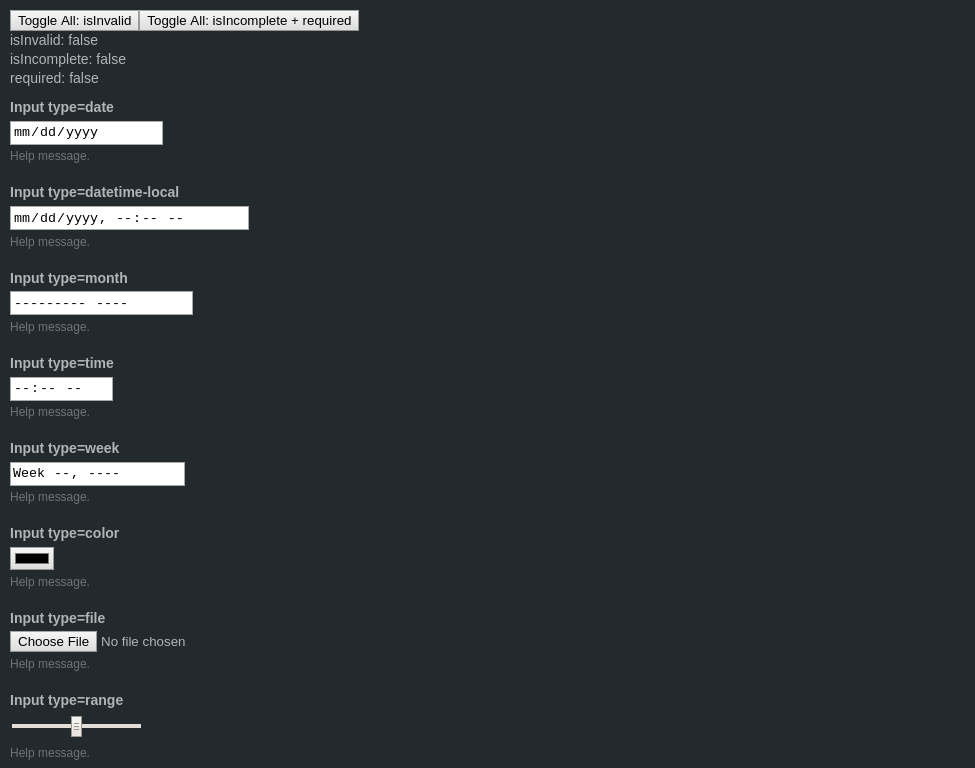 Toggle All: isInvalid Toggle All: isIncomplete + required
isInvalid: false
isIncomplete: false
required: false
Input type=date
mm/dd/yyyy
Help message.
Input type=datetime-local
mm/dd/yyyy, --:-- --
Help message.
Input type=month
--------- ----
Help message.
Input type=time
--:-- --
Help message.
Input type=week
Week --, ----
Help message.
Input type=color
Help message.
Input type=file
Choose File No file chosen
Help message.
Input type=range
Help message.